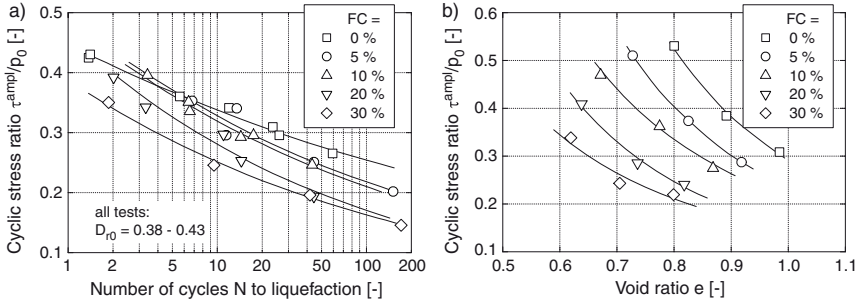 a)
Cyclic stress ratio τ^ampl/p_0 [-]
0.5
0.4
0.3
0.2
0.1
FC =
0 %
5 %
10 %
20 %
30 %
all tests:
D_r0 = 0.38 - 0.43
1 2 5 10 20 50 100 200
Number of cycles N to liquefaction [-]
b)
Cyclic stress ratio τ^ampl/p_0 [-]
0.6
0.5
0.4
0.3
0.2
0.1
FC =
0 %
5 %
10 %
20 %
30 %
0.5 0.6 0.7 0.8 0.9 1.0 1.1
Void ratio e [-]